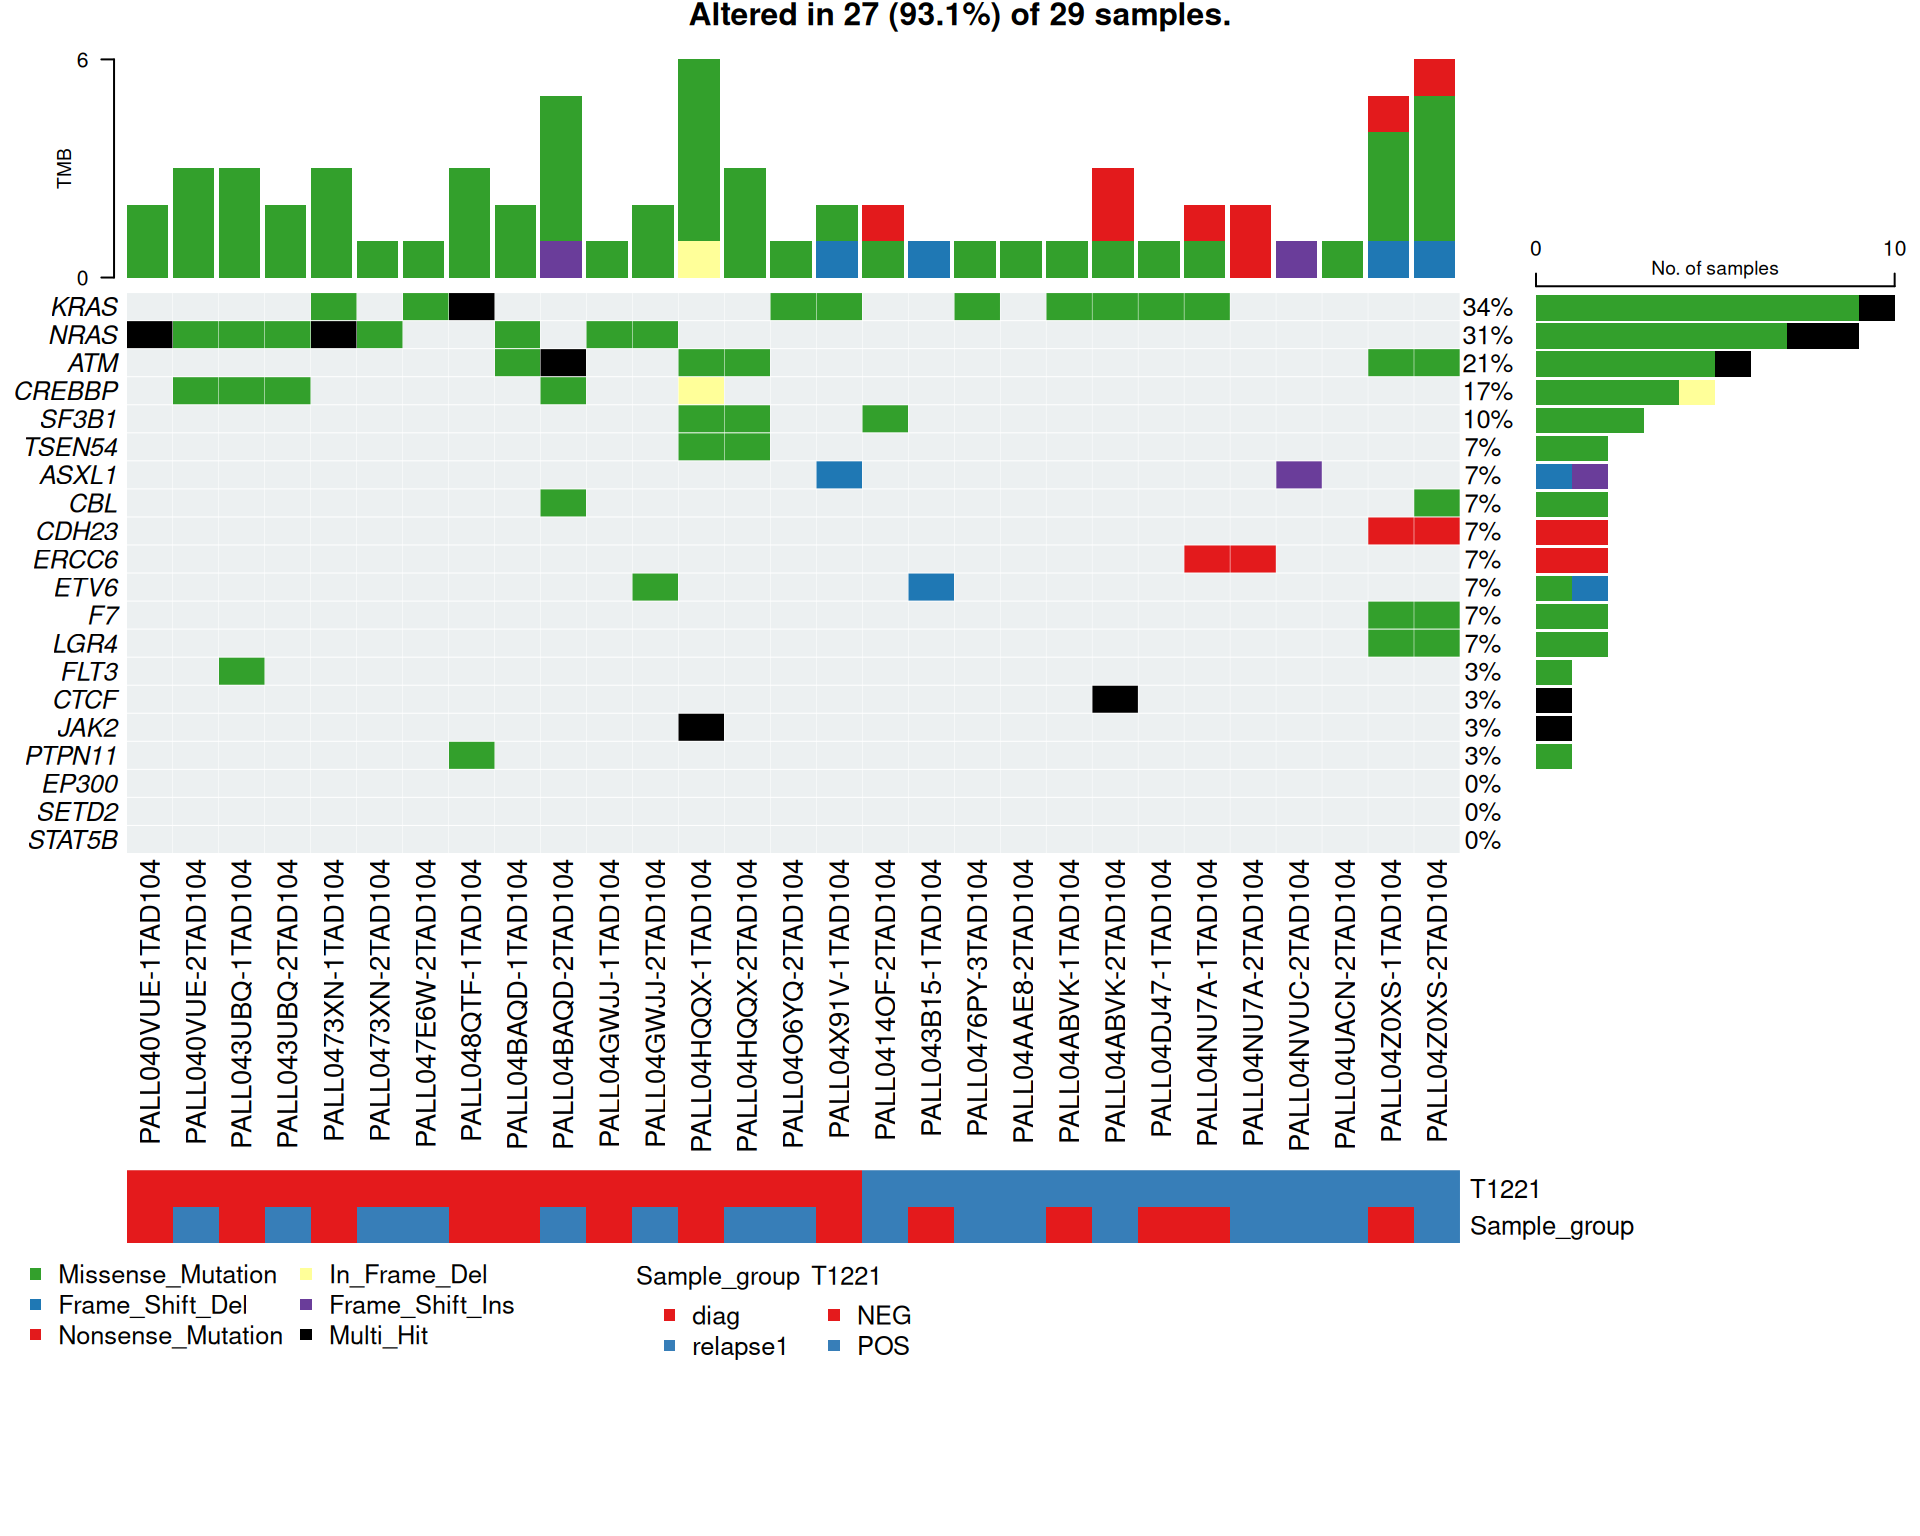 Altered in 27 (93.1%) of 29 samples.
6
TMB
0
0
10
No. of samples
KRAS 34%
NRAS 31%
ATM 21%
CREBBP 17%
SF3B1 10%
TSEN54 7%
ASXL1 7%
CBL 7%
CDH23 7%
ERCC6 7%
ETV6 7%
F7 7%
LGR4 7%
FLT3 3%
CTCF 3%
JAK2 3%
PTPN11 3%
EP300 0%
SETD2 0%
STAT5B 0%
PALL040VUE-1TAD104
PALL040VUE-2TAD104
PALL043UBQ-1TAD104
PALL043UBQ-2TAD104
PALL0473XN-1TAD104
PALL0473XN-2TAD104
PALL047E6W-2TAD104
PALL048QTF-1TAD104
PALL04BAQD-1TAD104
PALL04BAQD-2TAD104
PALL04GWJJ-1TAD104
PALL04GWJJ-2TAD104
PALL04HQQX-1TAD104
PALL04HQQX-2TAD104
PALL04O6YQ-2TAD104
PALL04X91V-1TAD104
PALL0414OF-2TAD104
PALL043B15-1TAD104
PALL0476PY-3TAD104
PALL04AAE8-2TAD104
PALL04ABVK-1TAD104
PALL04ABVK-2TAD104
PALL04DJ47-1TAD104
PALL04NU7A-1TAD104
PALL04NU7A-2TAD104
PALL04NVUC-2TAD104
PALL04UACN-2TAD104
PALL04Z0XS-1TAD104
PALL04Z0XS-2TAD104
T1221
Sample_group
Missense_Mutation In_Frame_Del
Frame_Shift_Del Frame_Shift_Ins
Nonsense_Mutation Multi_Hit
Sample_group T1221
diag NEG
relapse1 POS